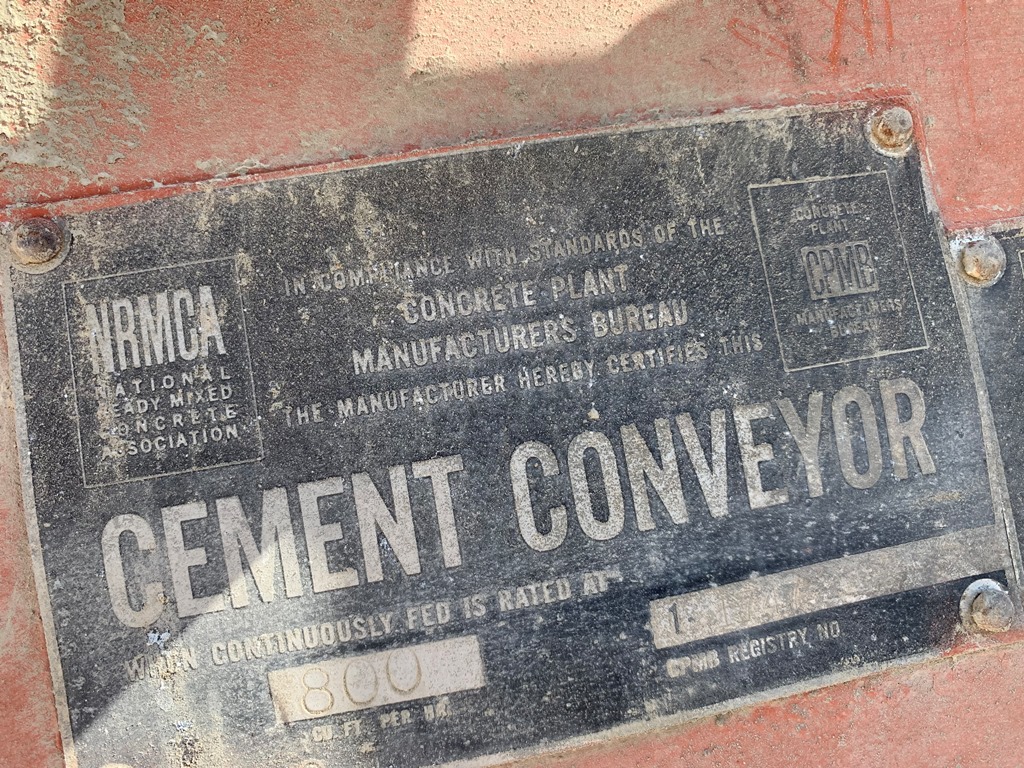 NRMCA
NATIONAL
READY MIXED
CONCRETE
ASSOCIATION
IN COMPLIANCE WITH STANDARDS OF THE
CONCRETE PLANT
MANUFACTURERS BUREAU
THE MANUFACTURER HEREBY CERTIFIES THIS
CONCRETE
PLANT
CPMB
MANUFACTURERS
BUREAU
CEMENT CONVEYOR
WHEN CONTINUOUSLY FED IS RATED AT
800
CU. FT. PER HR.
CPMB REGISTRY NO